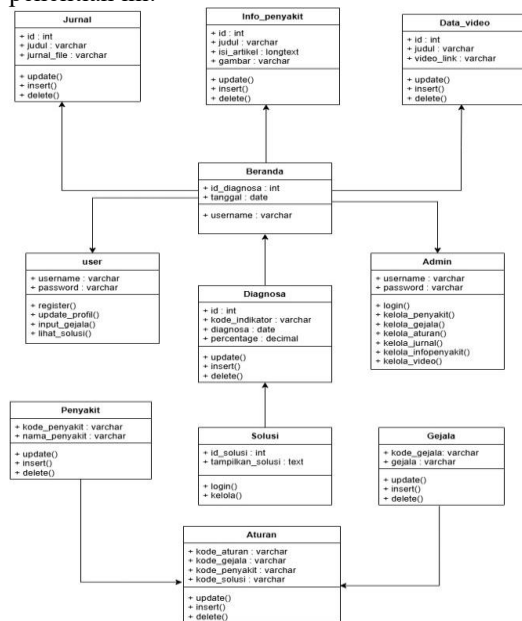 penelitian ini.
Jurnal
+ id : int
+ judul : varchar
+ jurnal_file : varchar
+ update()
+ insert()
+ delete()
Info_penyakit
+ id : int
+ judul : varchar
+ isi_artikel : longtext
+ gambar : varchar
+ update()
+ insert()
+ delete()
Data_video
+ id : int
+ judul : varchar
+ video_link : varchar
+ update()
+ insert()
+ delete()
Beranda
+ id_diagnosa : int
+ tanggal : date
+ username : varchar
user
+ username : varchar
+ password : varchar
+ register()
+ update_profil()
+ input_gejala()
+ lihat_solusi()
Diagnosa
+ id : int
+ kode_indikator : varchar
+ diagnosa : date
+ percentage : decimal
+ update()
+ insert()
+ delete()
Admin
+ username : varchar
+ password : varchar
+ login()
+ kelola_penyakit()
+ kelola_gejala()
+ kelola_aturan()
+ kelola_jurnal()
+ kelola_infopenyakit()
+ kelola_video()
Penyakit
+ kode_penyakit : varchar
+ nama_penyakit : varchar
+ update()
+ insert()
+ delete()
Solusi
+ id_solusi : int
+ tampilkan_solusi : text
+ login()
+ kelola()
Gejala
+ kode_gejala: varchar
+ gejala : varchar
+ update()
+ insert()
+ delete()
Aturan
+ kode_aturan : varchar
+ kode_gejala : varchar
+ kode_penyakit : varchar
+ kode_solusi : varchar
+ update()
+ insert()
+ delete()